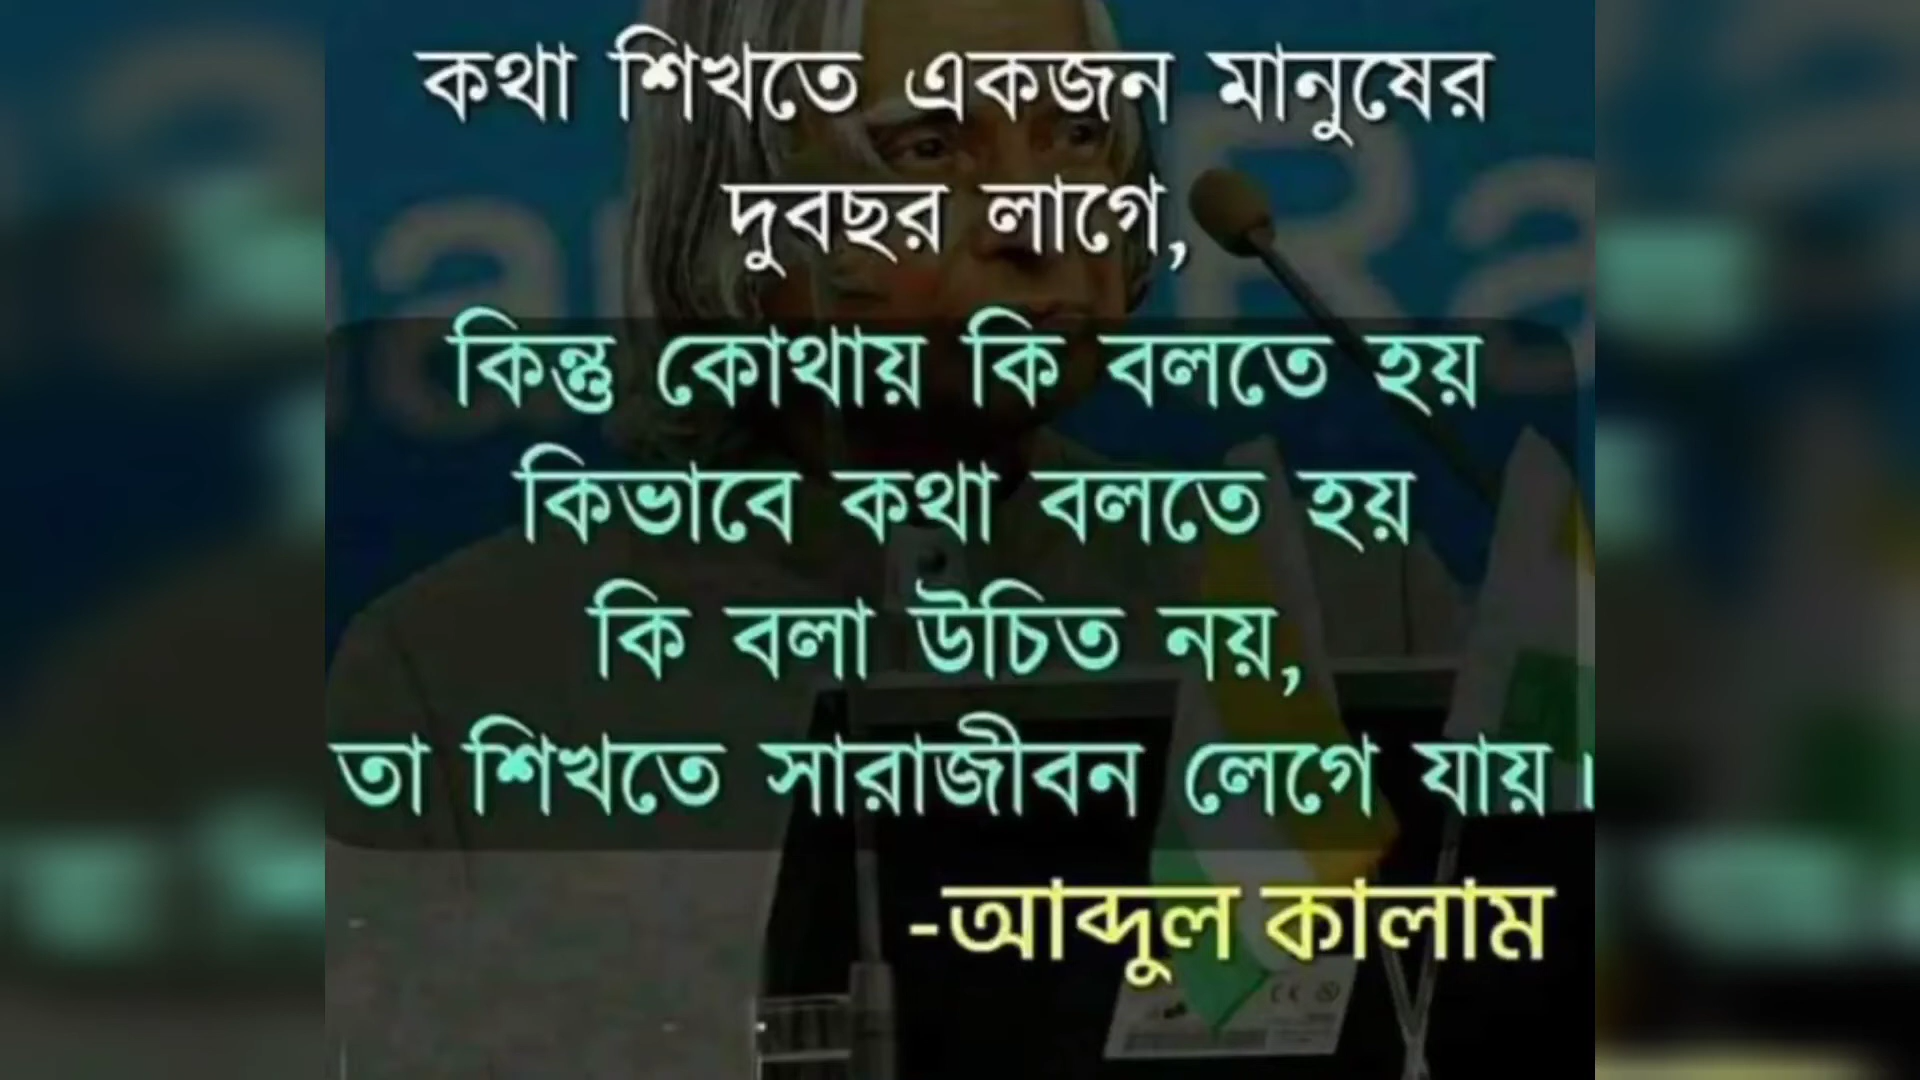 কথা শিখতে একজন মানুষের
দুবছর লাগে,
কিন্তু কোথায় কি বলতে হয়
কিভাবে কথা বলতে হয়
কি বলা উচিত নয়,
তা শিখতে সারাজীবন লেগে যায়।
-আব্দুল কালাম